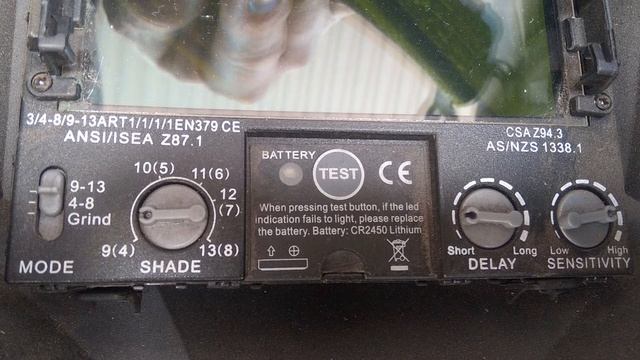 3/4-8/9-13ART1/1/1/1EN379 CE
ANSI/ISEA Z87.1
CSA Z94.3
AS/NZS 1338.1
9-13
4-8
Grind
MODE
10(5)
11(6)
12
(7)
9(4)
13(8)
SHADE
BATTERY
TEST
CE
When pressing test button, if the led
indication fails to light, please replace
the battery. Battery: CR2450 Lithium
Short
Long
DELAY
Low
High
SENSITIVITY